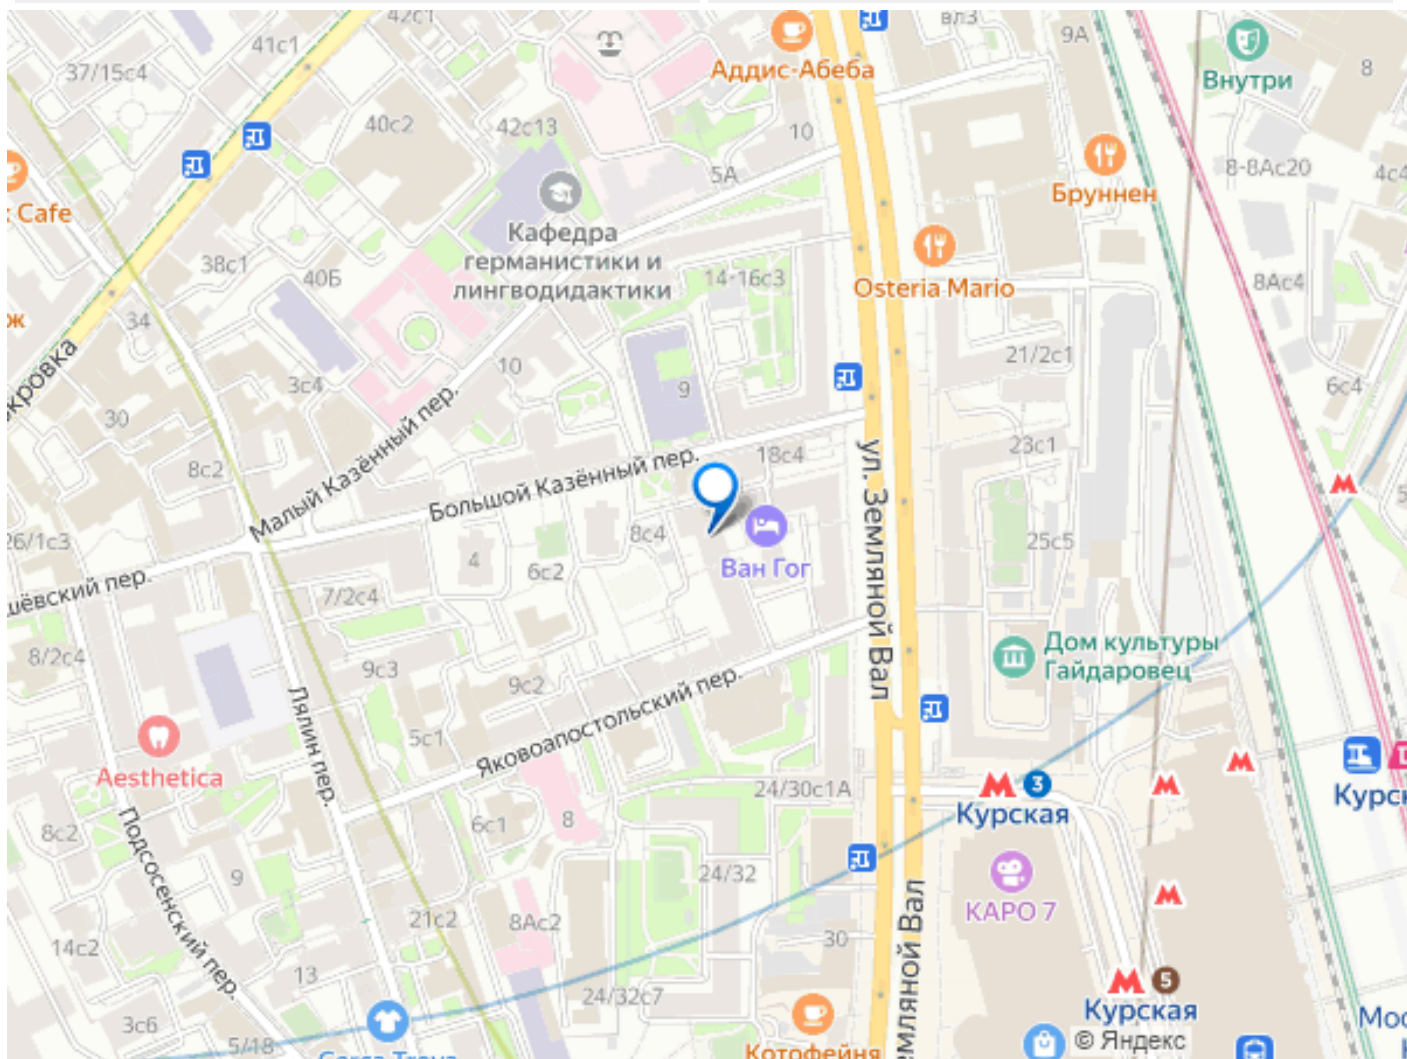 42с1
41с1
37/15с4
Аддис-Абеба
вл3
9А
Внутри
8
40с2
42с13
10
5А
8-8Ас20
4с4
Бруннен
Cafe
Кафедра
германистики и
лингводидактики
38с1
40Б
14-16с3
Osteria Mario
8Ас4
ж
34
10
3с4
9
21/2с1
6с4
30
8с2
Малый Казённый пер.
Большой Казённый пер.
18с4
ул. Земляной Вал
23с1
26/1с3
4
6с2
8с4
Ван Гог
25с5
7/2с4
8/2с4
9с3
9с2
Дом культуры
Гайдаровец
Лялин пер.
5с1
Яковоапостольский пер.
Aesthetica
24/30с1А
3
Курская
8с2
Подсосенский пер.
6с1
8
9
24/32
КАРО 7
21с2
8Ас2
14с2
13
30
24/32с7
5
Курская
3с6
5/18
Котофейня
© Яндекс